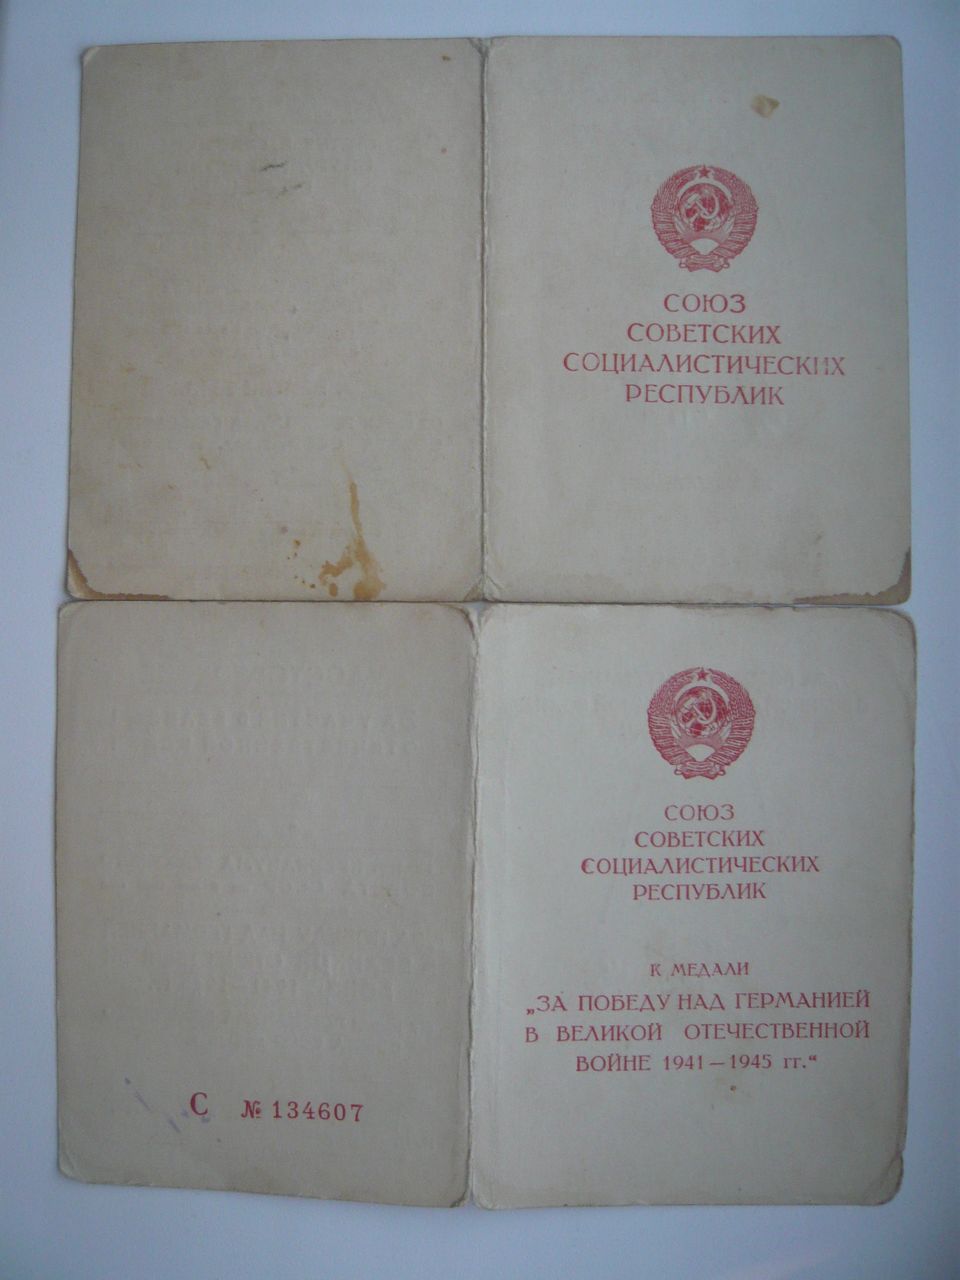 СОЮЗ
СОВЕТСКИХ
СОЦИАЛИСТИЧЕСКИХ
РЕСПУБЛИК
СОЮЗ
СОВЕТСКИХ
СОЦИАЛИСТИЧЕСКИХ
РЕСПУБЛИК
К МЕДАЛИ
„ЗА ПОБЕДУ НАД ГЕРМАНИЕЙ
В ВЕЛИКОЙ ОТЕЧЕСТВЕННОЙ
ВОЙНЕ 1941 — 1945 гг.“
С № 134607